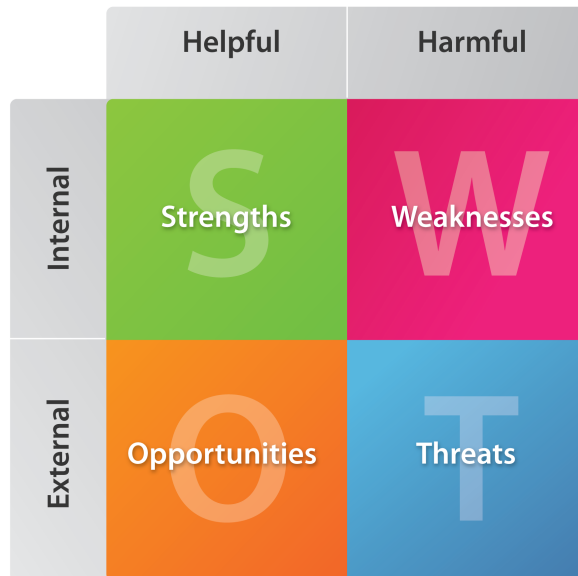 Helpful
Harmful
Internal
S
Strengths
W
Weaknesses
External
O
Opportunities
T
Threats